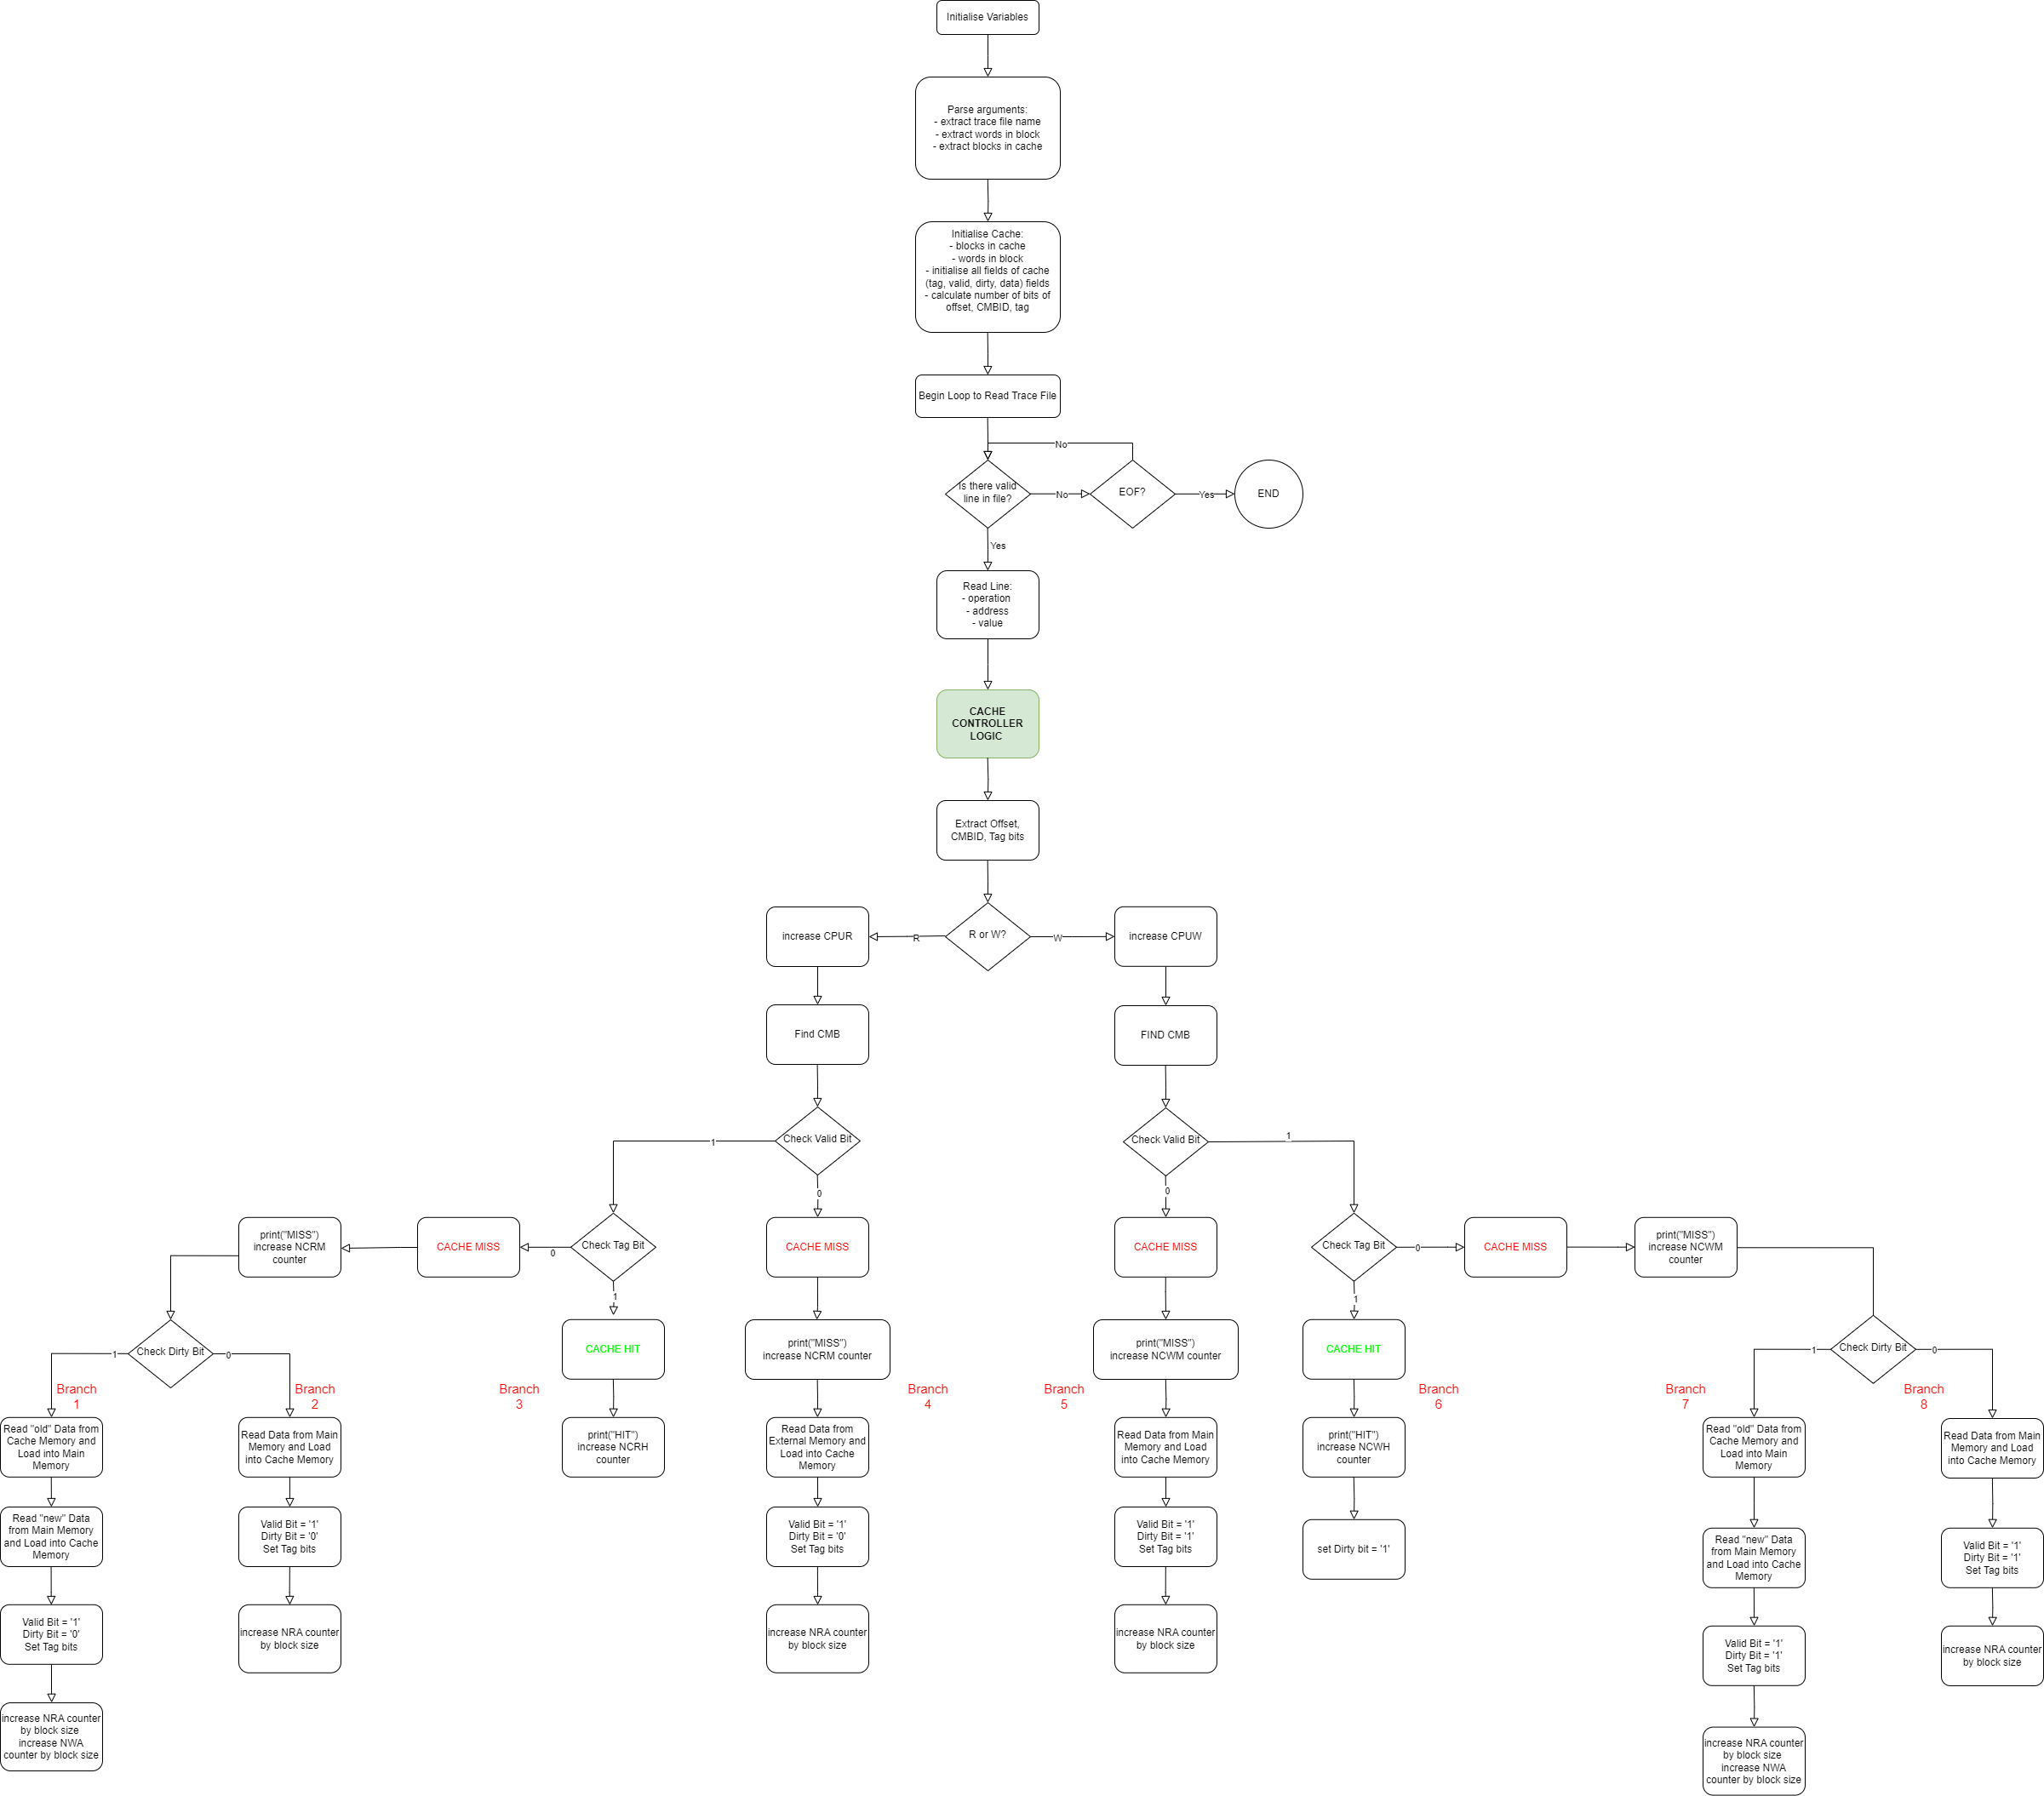 Initialise Variables
Parse arguments:
- extract trace file name
- extract words in block
- extract blocks in cache
Initialise Cache:
- blocks in cache
- words in block
- initialise all fields of cache
(tag, valid, dirty, data) fields
- calculate number of bits of
offset, CMBID, tag
Begin Loop to Read Trace File
No
Is there valid
line in file?
No
EOF?
Yes
END
Yes
Read Line:
- operation
- address
- value
CACHE
CONTROLLER
LOGIC
Extract Offset,
CMBID, Tag bits
increase CPUR
R
R or W?
W
increase CPUW
Find CMB
FIND CMB
1
Check Valid Bit
0
Check Valid Bit
1
0
print("MISS")
increase NCRM
counter
CACHE MISS
0
Check Tag Bit
1
CACHE MISS
CACHE MISS
Check Tag Bit
0
1
CACHE MISS
print("MISS")
increase NCWM
counter
1
Check Dirty Bit
0
CACHE HIT
print("MISS")
increase NCRM counter
print("MISS")
increase NCWM counter
CACHE HIT
1
Check Dirty Bit
0
Branch
1
Branch
2
Branch
3
Branch
4
Branch
5
Branch
6
Branch
7
Branch
8
Read "old" Data from
Cache Memory and
Load into Main
Memory
Read "new" Data
from Main Memory
and Load into Cache
Memory
Valid Bit = '1'
Dirty Bit = '0'
Set Tag bits
increase NRA counter
by block size
increase NWA
counter by block size
Read Data from Main
Memory and Load
into Cache Memory
Valid Bit = '1'
Dirty Bit = '0'
Set Tag bits
increase NRA counter
by block size
print("HIT")
increase NCRH
counter
Read Data from
External Memory and
Load into Cache
Memory
Valid Bit = '1'
Dirty Bit = '0'
Set Tag bits
increase NRA counter
by block size
Read Data from Main
Memory and Load
into Cache Memory
Valid Bit = '1'
Dirty Bit = '1'
Set Tag bits
increase NRA counter
by block size
print("HIT")
increase NCWH
counter
set Dirty bit = '1'
Read "old" Data from
Cache Memory and
Load into Main
Memory
Read "new" Data
from Main Memory
and Load into Cache
Memory
Valid Bit = '1'
Dirty Bit = '1'
Set Tag bits
increase NRA counter
by block size
increase NWA
counter by block size
Read Data from Main
Memory and Load
into Cache Memory
Valid Bit = '1'
Dirty Bit = '1'
Set Tag bits
increase NRA counter
by block size